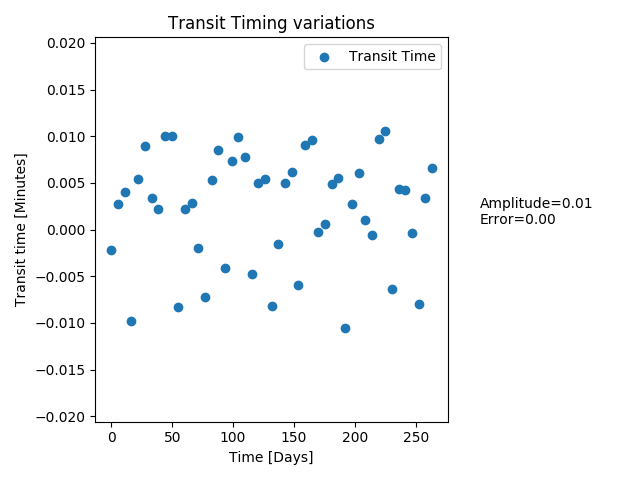 Transit Timing variations
Transit Time
0.020
0.015
0.010
0.005
0.000
−0.005
−0.010
−0.015
−0.020
Transit time [Minutes]
0 50 100 150 200 250
Time [Days]
Amplitude=0.01
Error=0.00